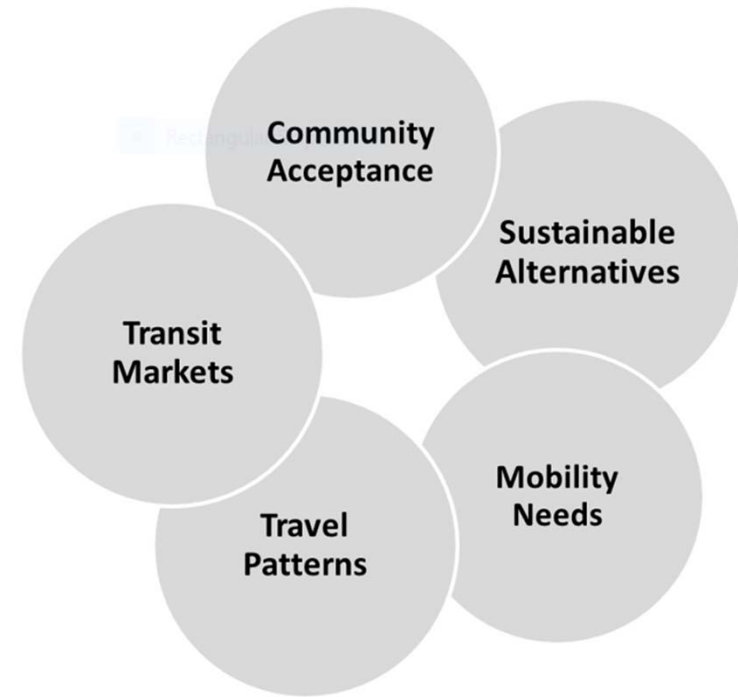 Community
Acceptance
Sustainable
Alternatives
Transit
Markets
Mobility
Needs
Travel
Patterns